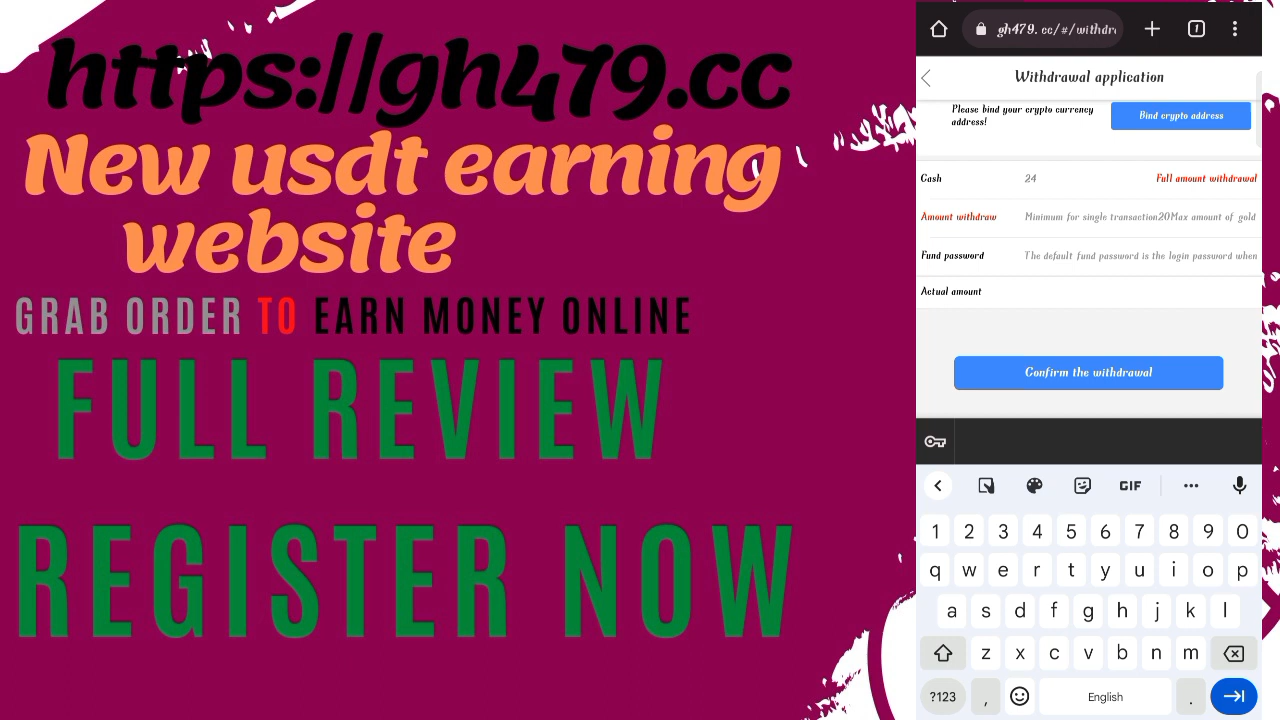 https://gh479.cc
New usdt earning
website
GRAB ORDER TO EARN MONEY ONLINE
FULL REVIEW
REGISTER NOW
gh479. cc/#/withdr
1
Withdrawal application
Please bind your crypto currency
address!
Bind crypto address
Cash 24 Full amount withdrawal
Amount withdraw Minimum for single transaction20Max amount of gold
Fund password The default fund password is the login password when
Actual amount
Confirm the withdrawal
GIF
1 2 3 4 5 6 7 8 9 0
q w e r t y u i o p
a s d f g h j k l
z x c v b n m
?123 , English .